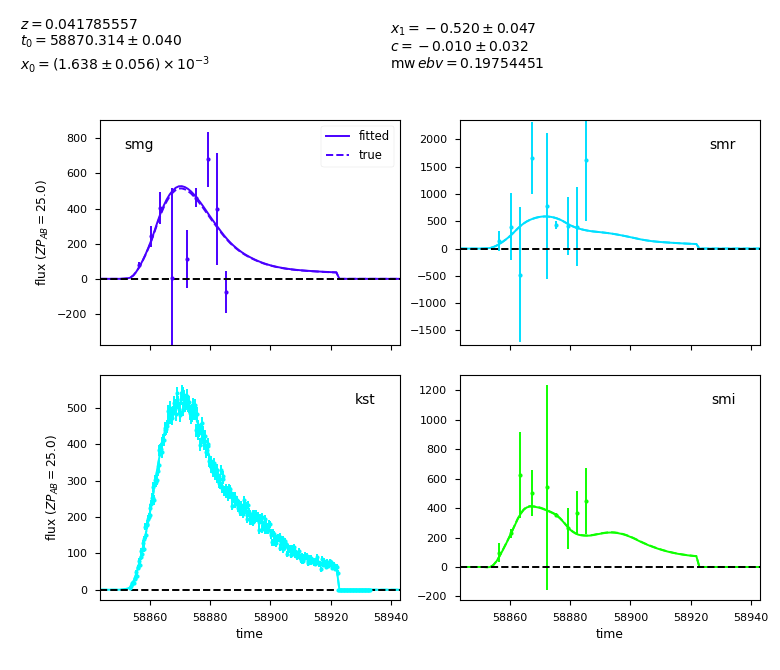 z = 0.041785557
t₀ = 58870.314 ± 0.040
x₀ = (1.638 ± 0.056) × 10⁻³
x₁ = −0.520 ± 0.047
c = −0.010 ± 0.032
mw ebv = 0.19754451
smg
fitted
true
800
600
400
200
0
−200
flux (ZP_AB = 25.0)
smr
2000
1500
1000
500
0
−500
−1000
−1500
kst
500
400
300
200
100
0
flux (ZP_AB = 25.0)
58860 58880 58900 58920 58940
time
smi
1200
1000
800
600
400
200
0
−200
58860 58880 58900 58920 58940
time